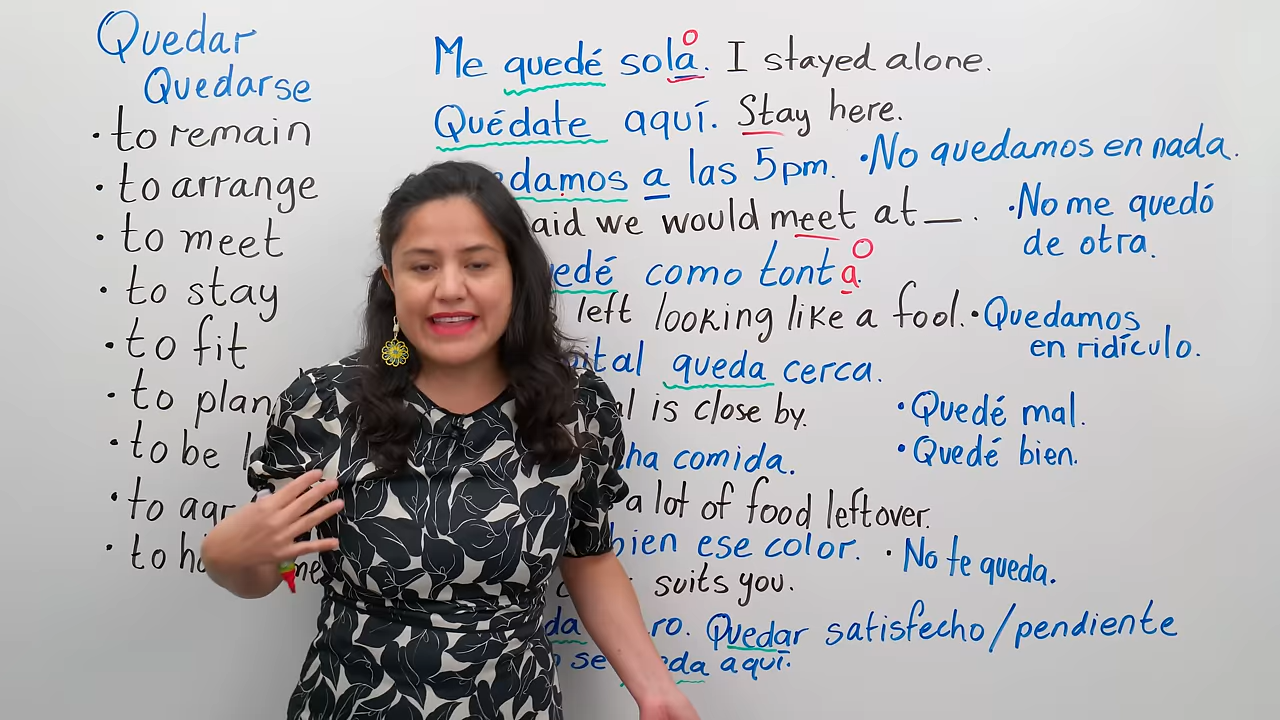 Quedar
Quedarse
• to remain
• to arrange
• to meet
• to stay
• to fit
• to plan
• to be
• to
• to
Me quedé sola. o I stayed alone.
Quédate aquí. Stay here.
edamos a las 5pm.
aid we would meet at __.
edé como tonta o
left looking like a fool.
ital queda cerca.
al is close by.
ha comida.
a lot of food leftover.
bien ese color.
suits you.
da ro. Quedar satisfecho/pendiente
se da aquí.
• No quedamos en nada.
• No me quedó
de otra.
• Quedamos
en ridículo.
• Quedé mal.
• Quedé bien.
• No te queda.